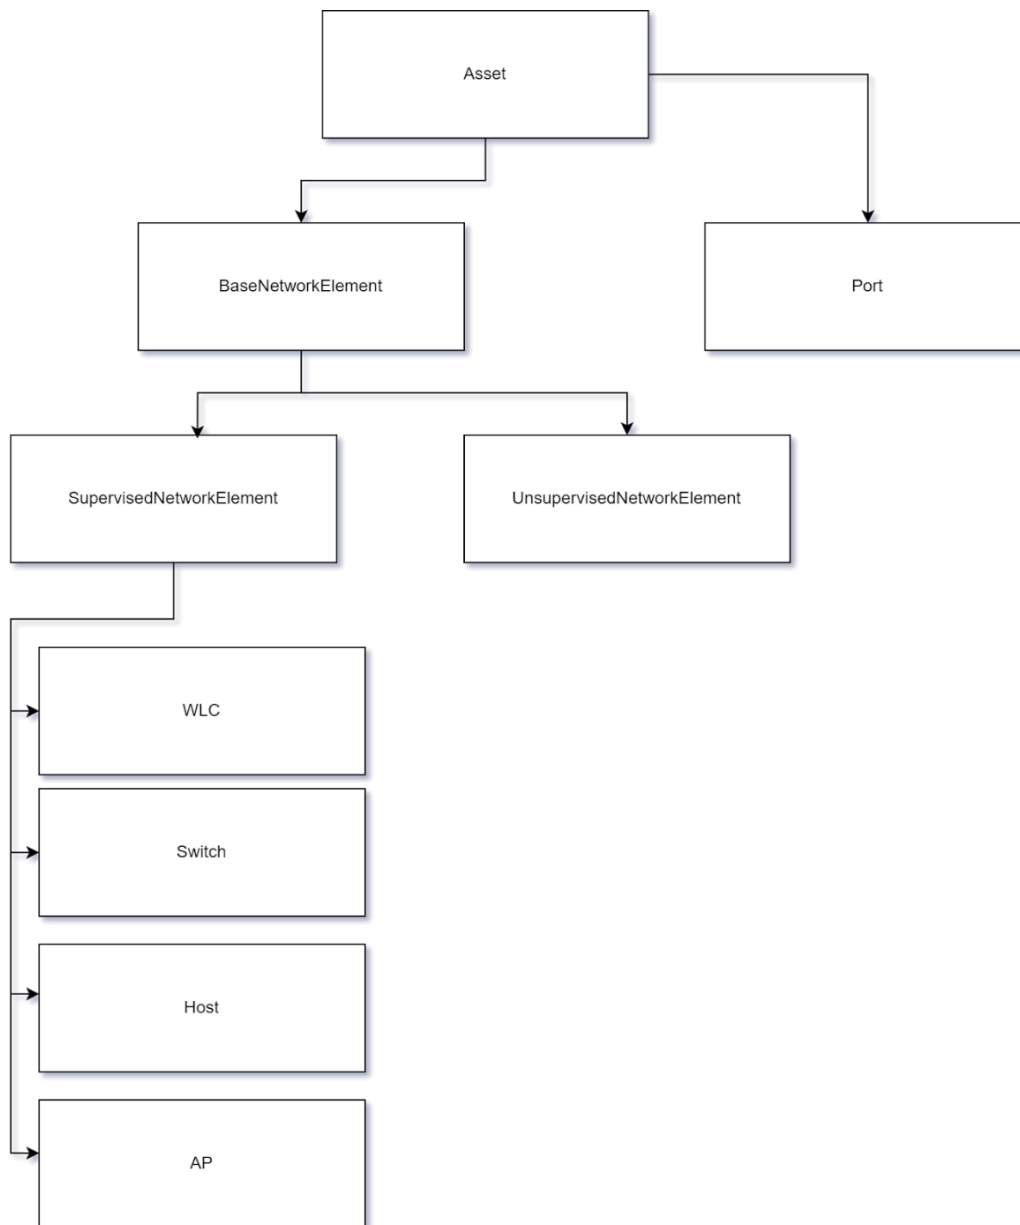 Asset
BaseNetworkElement
Port
SupervisedNetworkElement
UnsupervisedNetworkElement
WLC
Switch
Host
AP